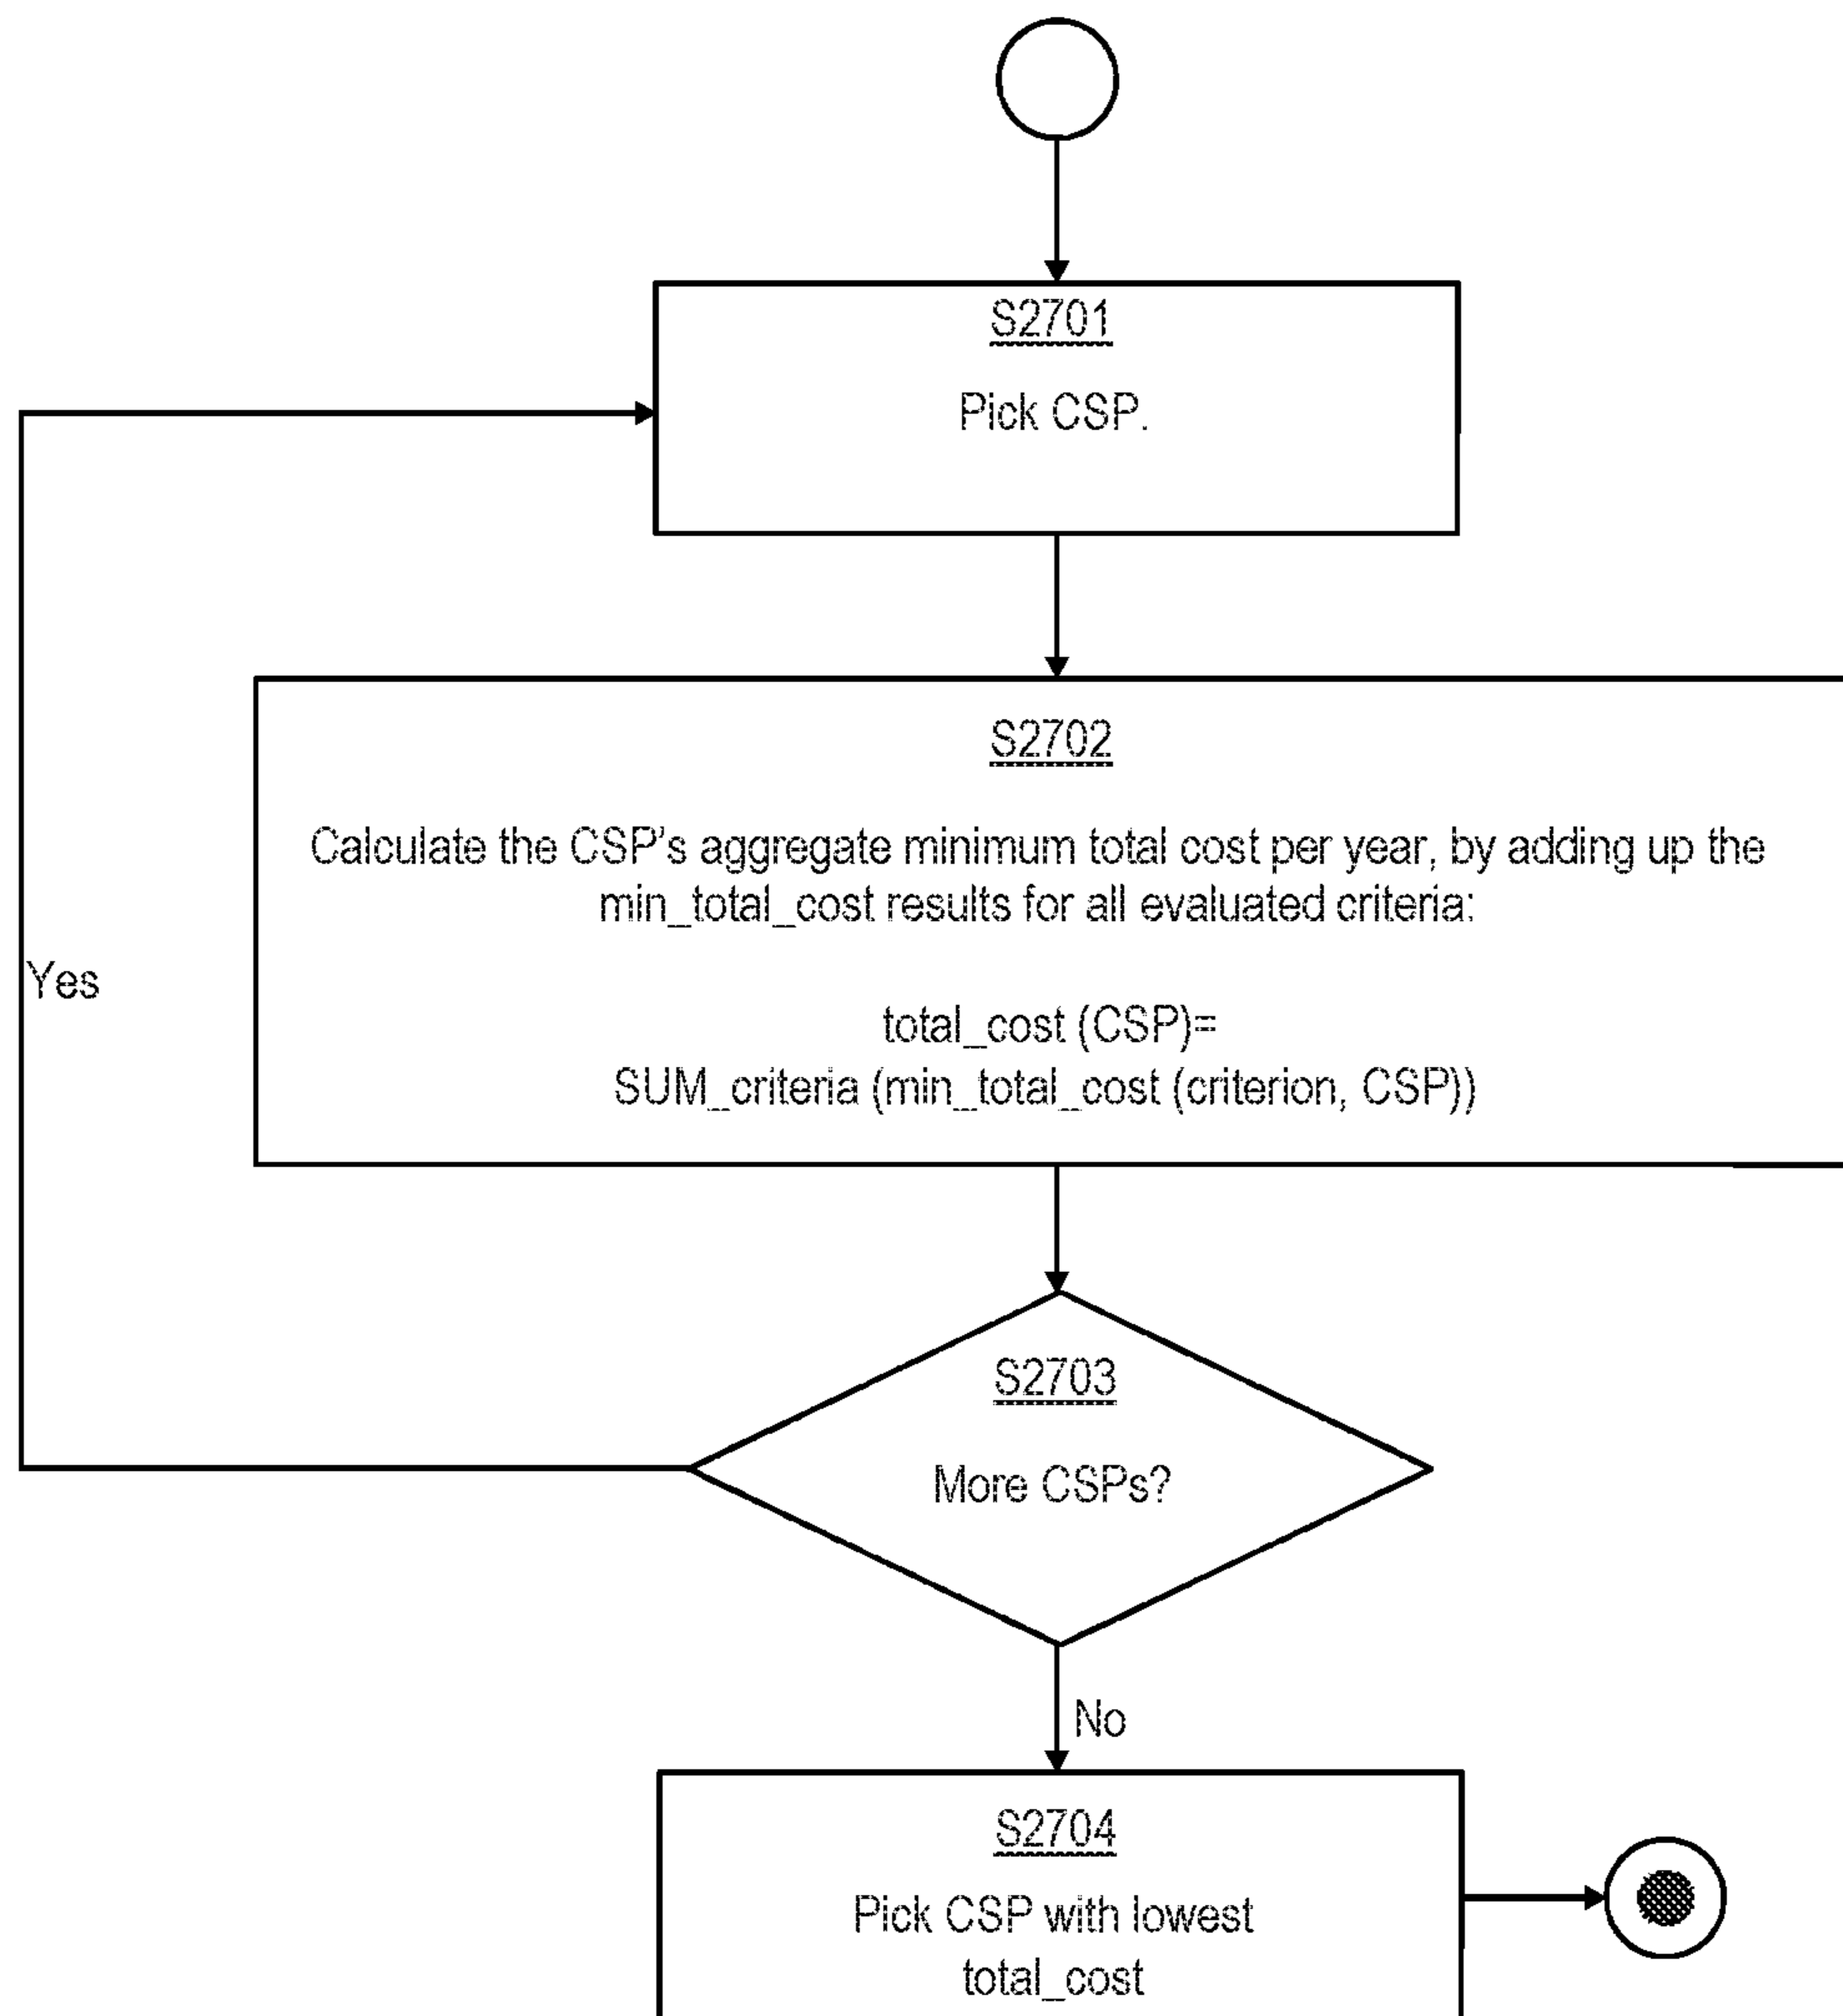 S2701
Pick CSP.
S2702
Calculate the CSP's aggregate minimum total cost per year, by adding up the
min_total_cost results for all evaluated criteria:
total_cost (CSP)=
SUM_criteria (min_total_cost (criterion, CSP))
Yes
S2703
More CSPs?
No
S2704
Pick CSP with lowest
total_cost